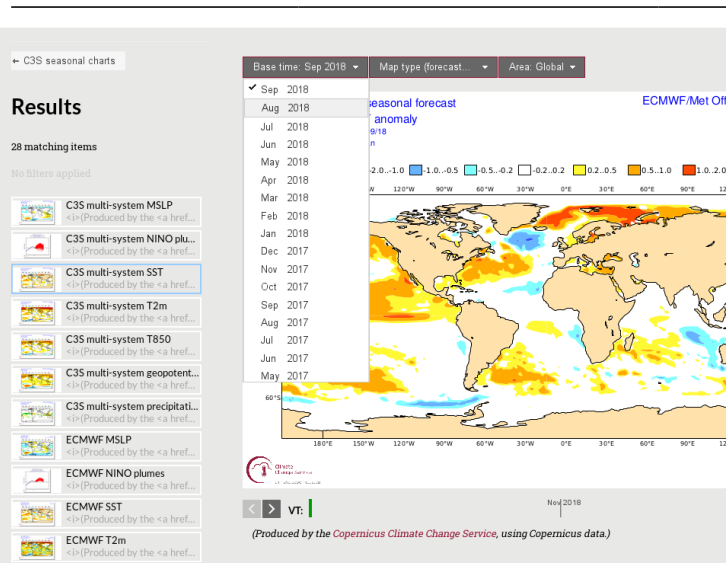 ← C3S seasonal charts
Results
28 matching items
No filters applied
C3S multi-system MSLP
<i>(Produced by the <a href...
C3S multi-system NINO plu...
<i>(Produced by the <a href...
C3S multi-system SST
<i>(Produced by the <a href...
C3S multi-system T2m
<i>(Produced by the <a href...
C3S multi-system T850
<i>(Produced by the <a href...
C3S multi-system geopotent...
<i>(Produced by the <a href...
C3S multi-system precipitati...
<i>(Produced by the <a href...
ECMWF MSLP
<i>(Produced by the <a href...
ECMWF NINO plumes
<i>(Produced by the <a href...
ECMWF SST
<i>(Produced by the <a href...
ECMWF T2m
<i>(Produced by the <a href...
Base time: Sep 2018 Map type (forecast... Area: Global
Sep 2018
Aug 2018
Jul 2018
Jun 2018
May 2018
Apr 2018
Mar 2018
Feb 2018
Jan 2018
Dec 2017
Nov 2017
Oct 2017
Sep 2017
Aug 2017
Jul 2017
Jun 2017
May 2017
seasonal forecast ECMWF/Met Off
anomaly
9/18
-2.0..-1.0 -1.0..-0.5 -0.5..-0.2 -0.2..0.2 0.2..0.5 0.5..1.0 1.0..2.0
W 120°W 90°W 60°W 30°W 0°E 30°E 60°E 90°E 12
60°S
180°E 150°W 120°W 90°W 60°W 30°W 0°E 30°E 60°E 90°E 12
Climate
Change Service
VT: Nov 2018
(Produced by the Copernicus Climate Change Service, using Copernicus data.)